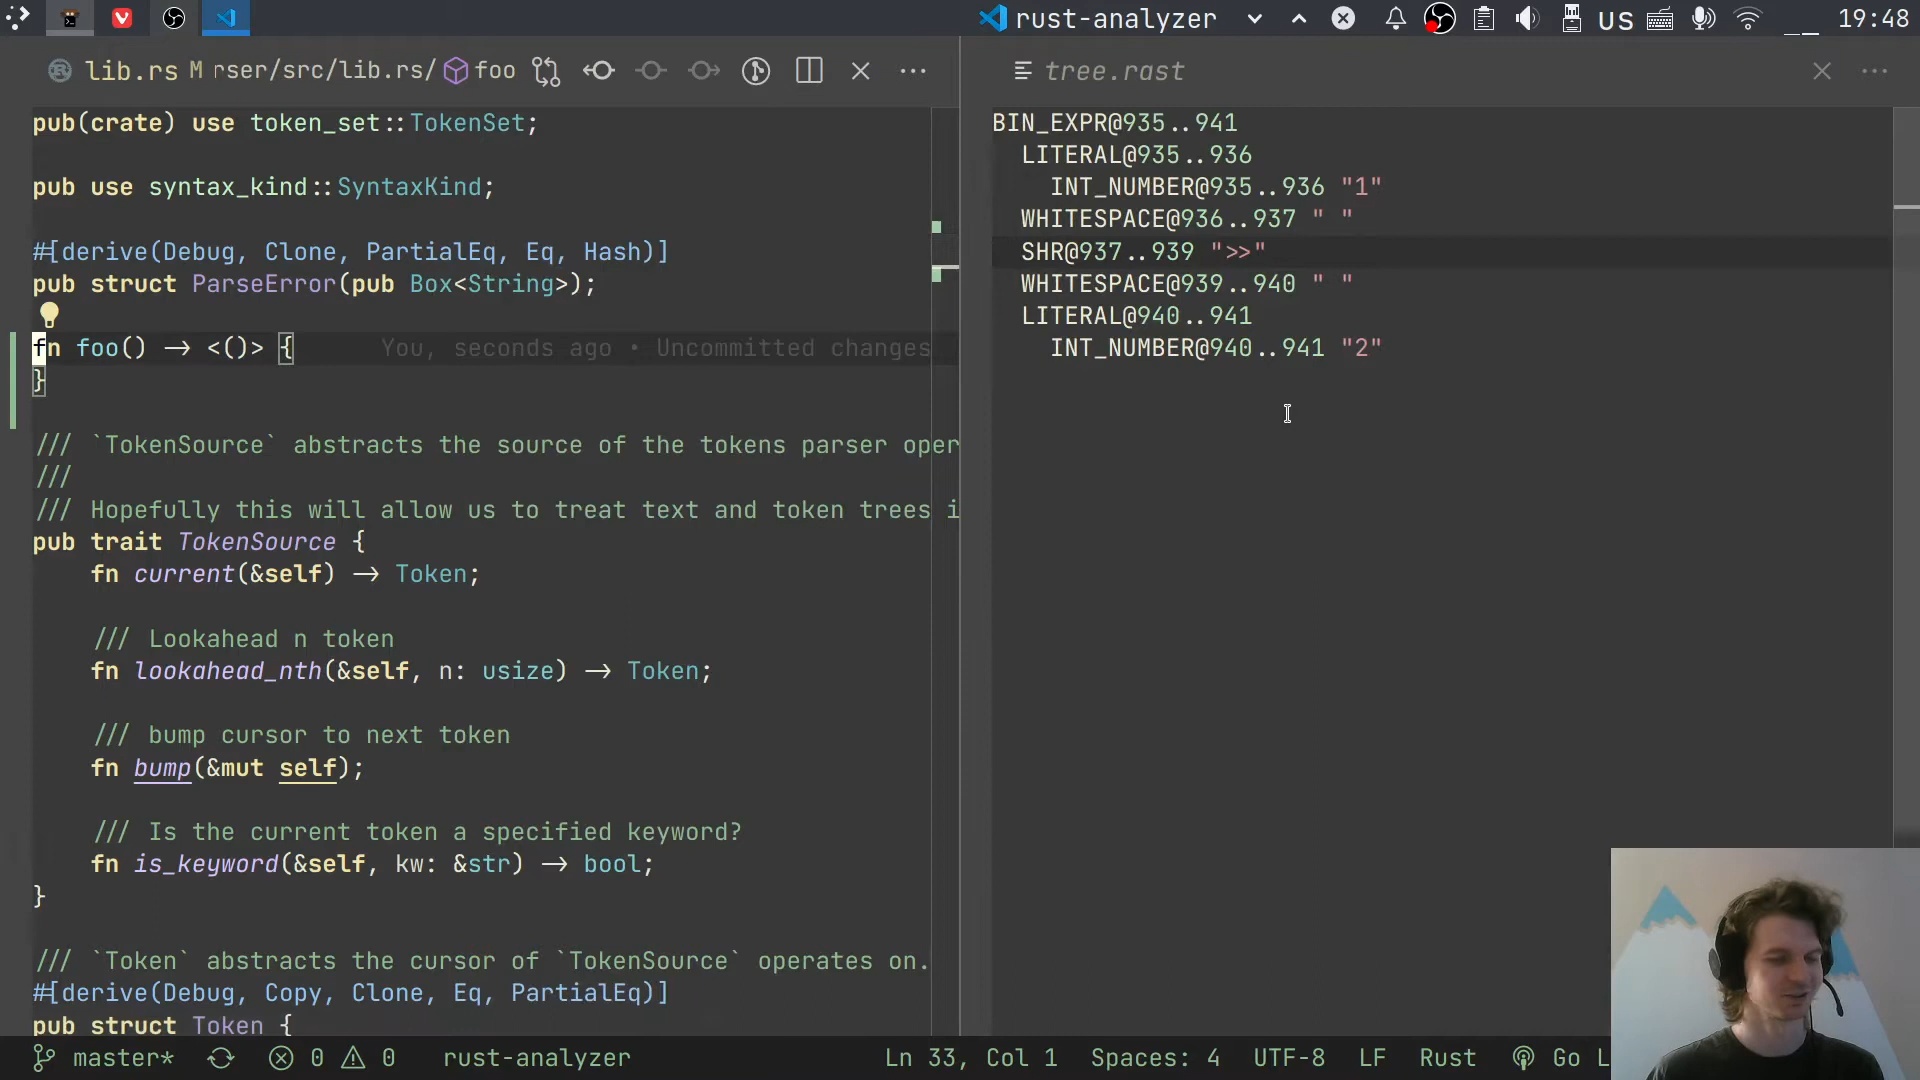 rust-analyzer
US
19:48
lib.rs M rser/src/lib.rs/ foo
pub(crate) use token_set::TokenSet;
pub use syntax_kind::SyntaxKind;
#[derive(Debug, Clone, PartialEq, Eq, Hash)]
pub struct ParseError(pub Box<String>);
fn foo() -> <()> { You, seconds ago • Uncommitted changes
}
/// `TokenSource` abstracts the source of the tokens parser oper
///
/// Hopefully this will allow us to treat text and token trees i
pub trait TokenSource {
fn current(&self) -> Token;
/// Lookahead n token
fn lookahead_nth(&self, n: usize) -> Token;
/// bump cursor to next token
fn bump(&mut self);
/// Is the current token a specified keyword?
fn is_keyword(&self, kw: &str) -> bool;
}
/// `Token` abstracts the cursor of `TokenSource` operates on.
#[derive(Debug, Copy, Clone, Eq, PartialEq)]
pub struct Token {
tree.rast
BIN_EXPR@935..941
LITERAL@935..936
INT_NUMBER@935..936 "1"
WHITESPACE@936..937 " "
SHR@937..939 ">>"
WHITESPACE@939..940 " "
LITERAL@940..941
INT_NUMBER@940..941 "2"
master* 0 0 rust-analyzer Ln 33, Col 1 Spaces: 4 UTF-8 LF Rust Go L